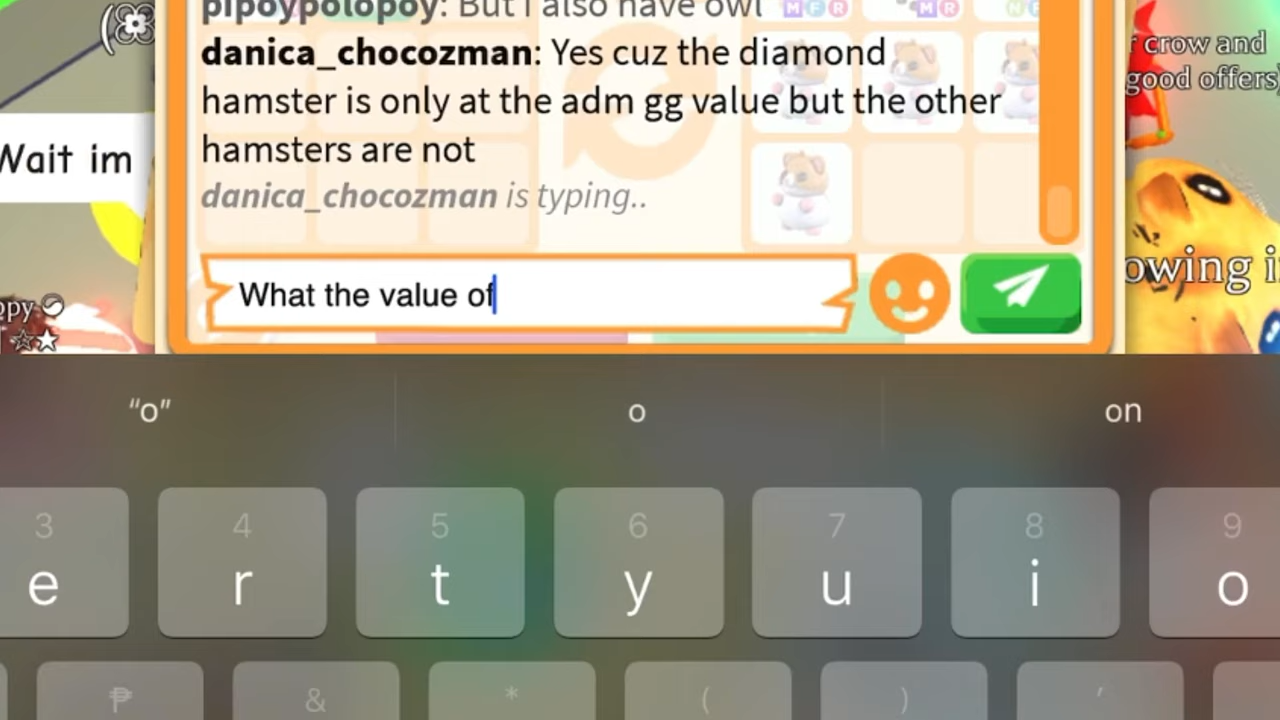 pipoypolopoy: But i also have owl
danica_chocozman: Yes cuz the diamond
hamster is only at the adm gg value but the other
hamsters are not
danica_chocozman is typing..
What the value of
Wait im
crow and
good offers)
owing i
ppy
M F R
M R
N F
“o”
o
on
3
4
5
6
7
8
9
e
r
t
y
u
i
o
₱
&
*
(
)
′